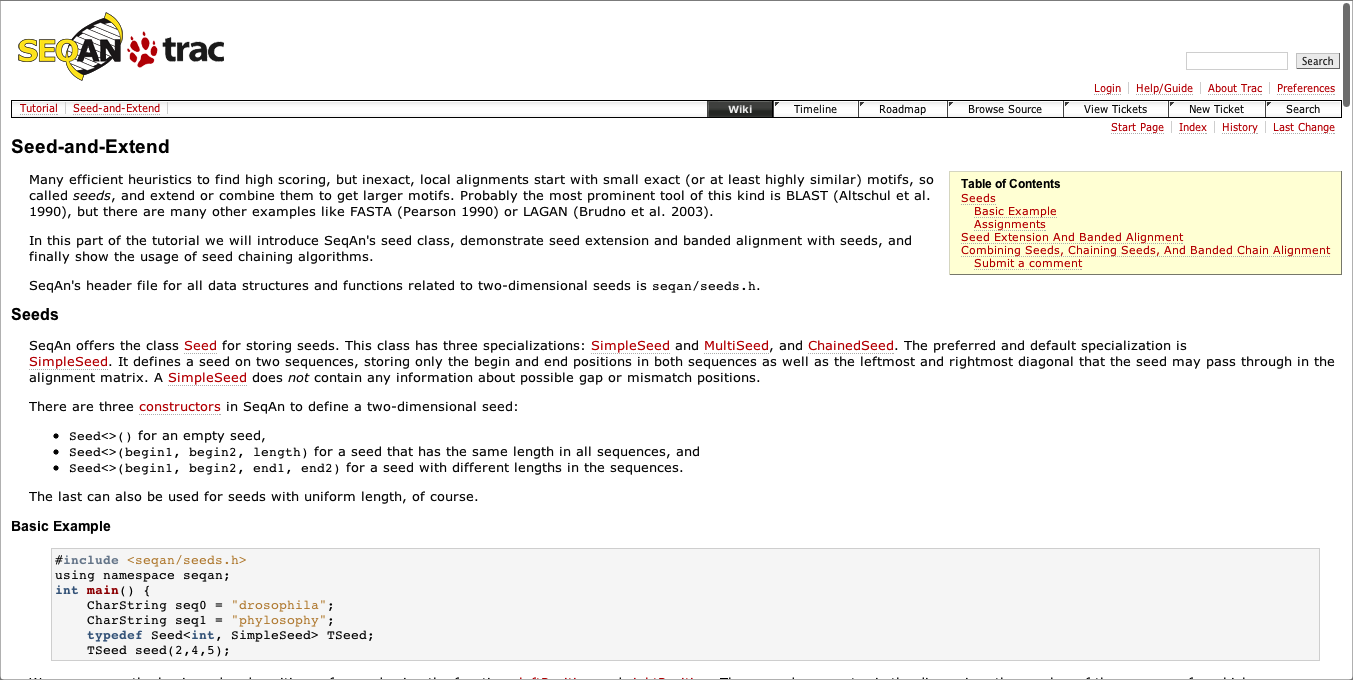 SEQAN trac
Search
Login Help/Guide About Trac Preferences
Tutorial Seed-and-Extend Wiki Timeline Roadmap Browse Source View Tickets New Ticket Search
Start Page Index History Last Change
Seed-and-Extend
Many efficient heuristics to find high scoring, but inexact, local alignments start with small exact (or at least highly similar) motifs, so
called seeds, and extend or combine them to get larger motifs. Probably the most prominent tool of this kind is BLAST (Altschul et al.
1990), but there are many other examples like FASTA (Pearson 1990) or LAGAN (Brudno et al. 2003).
In this part of the tutorial we will introduce SeqAn's seed class, demonstrate seed extension and banded alignment with seeds, and
finally show the usage of seed chaining algorithms.
SeqAn's header file for all data structures and functions related to two-dimensional seeds is seqan/seeds.h.
Table of Contents
Seeds
Basic Example
Assignments
Seed Extension And Banded Alignment
Combining Seeds, Chaining Seeds, And Banded Chain Alignment
Submit a comment
Seeds
SeqAn offers the class Seed for storing seeds. This class has three specializations: SimpleSeed and MultiSeed, and ChainedSeed. The preferred and default specialization is
SimpleSeed. It defines a seed on two sequences, storing only the begin and end positions in both sequences as well as the leftmost and rightmost diagonal that the seed may pass through in the
alignment matrix. A SimpleSeed does not contain any information about possible gap or mismatch positions.
There are three constructors in SeqAn to define a two-dimensional seed:
• Seed<>() for an empty seed,
• Seed<>(begin1, begin2, length) for a seed that has the same length in all sequences, and
• Seed<>(begin1, begin2, end1, end2) for a seed with different lengths in the sequences.
The last can also be used for seeds with uniform length, of course.
Basic Example
#include <seqan/seeds.h>
using namespace seqan;
int main() {
CharString seq0 = "drosophila";
CharString seq1 = "phylosophy";
typedef Seed<int, SimpleSeed> TSeed;
TSeed seed(2,4,5);